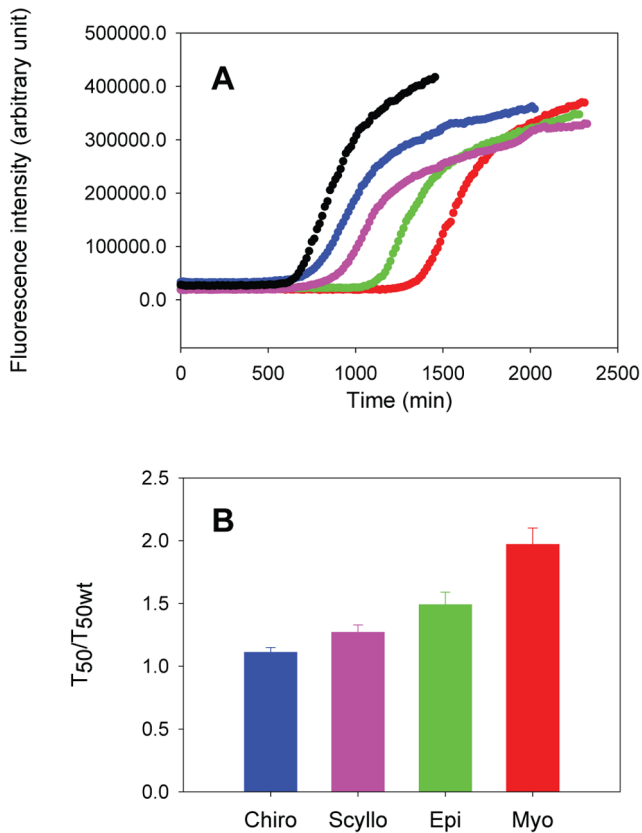 Fluorescence intensity (arbitrary unit)
500000.0
400000.0
300000.0
200000.0
100000.0
0.0
A
0 500 1000 1500 2000 2500
Time (min)
T50/T50wt
2.5
2.0
1.5
1.0
0.5
0.0
B
Chiro Scyllo Epi Myo